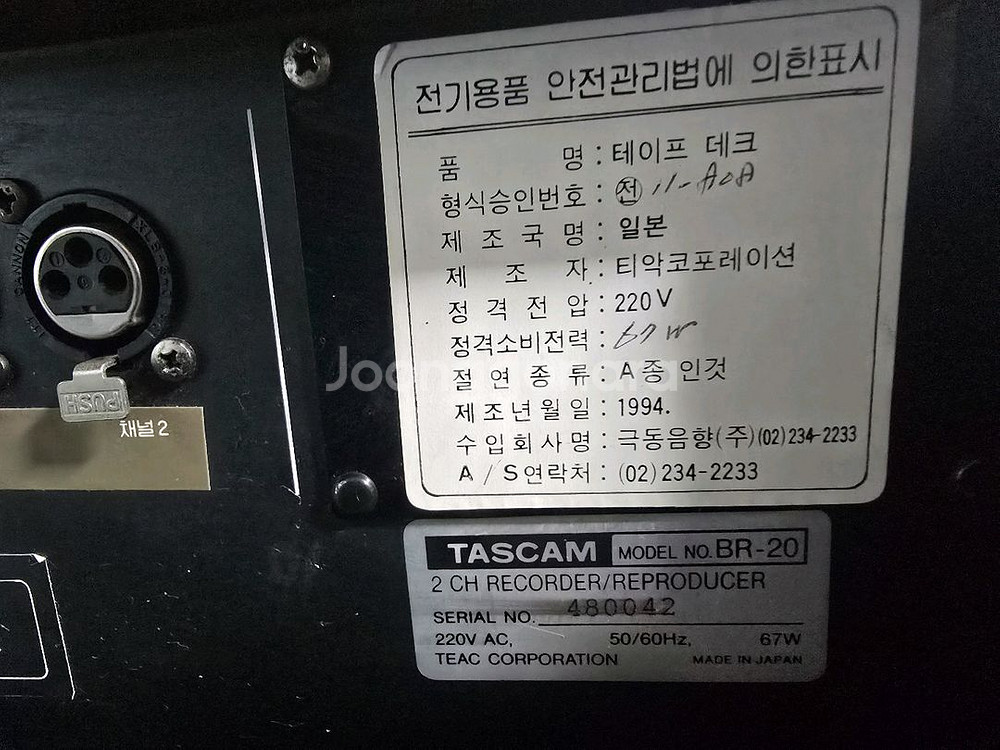 전기용품 안전관리법에 의한표시
품 명 : 테이프 데크
형식승인번호 : 전 11-A0A
제 조 국 명 : 일본
제 조 자 : 티악코포레이션
정 격 전 압 : 220V
정격소비전력 : 67W
절 연 종 류 : A종 인것
제조년월일 : 1994.
수입회사명 : 극동음향(주)(02)234-2233
A/S연락처 : (02)234-2233
CANNON
PUSH
채널2
TASCAM MODEL NO. BR-20
2 CH RECORDER/REPRODUCER
SERIAL NO. 480042
220V AC, 50/60Hz, 67W
TEAC CORPORATION MADE IN JAPAN